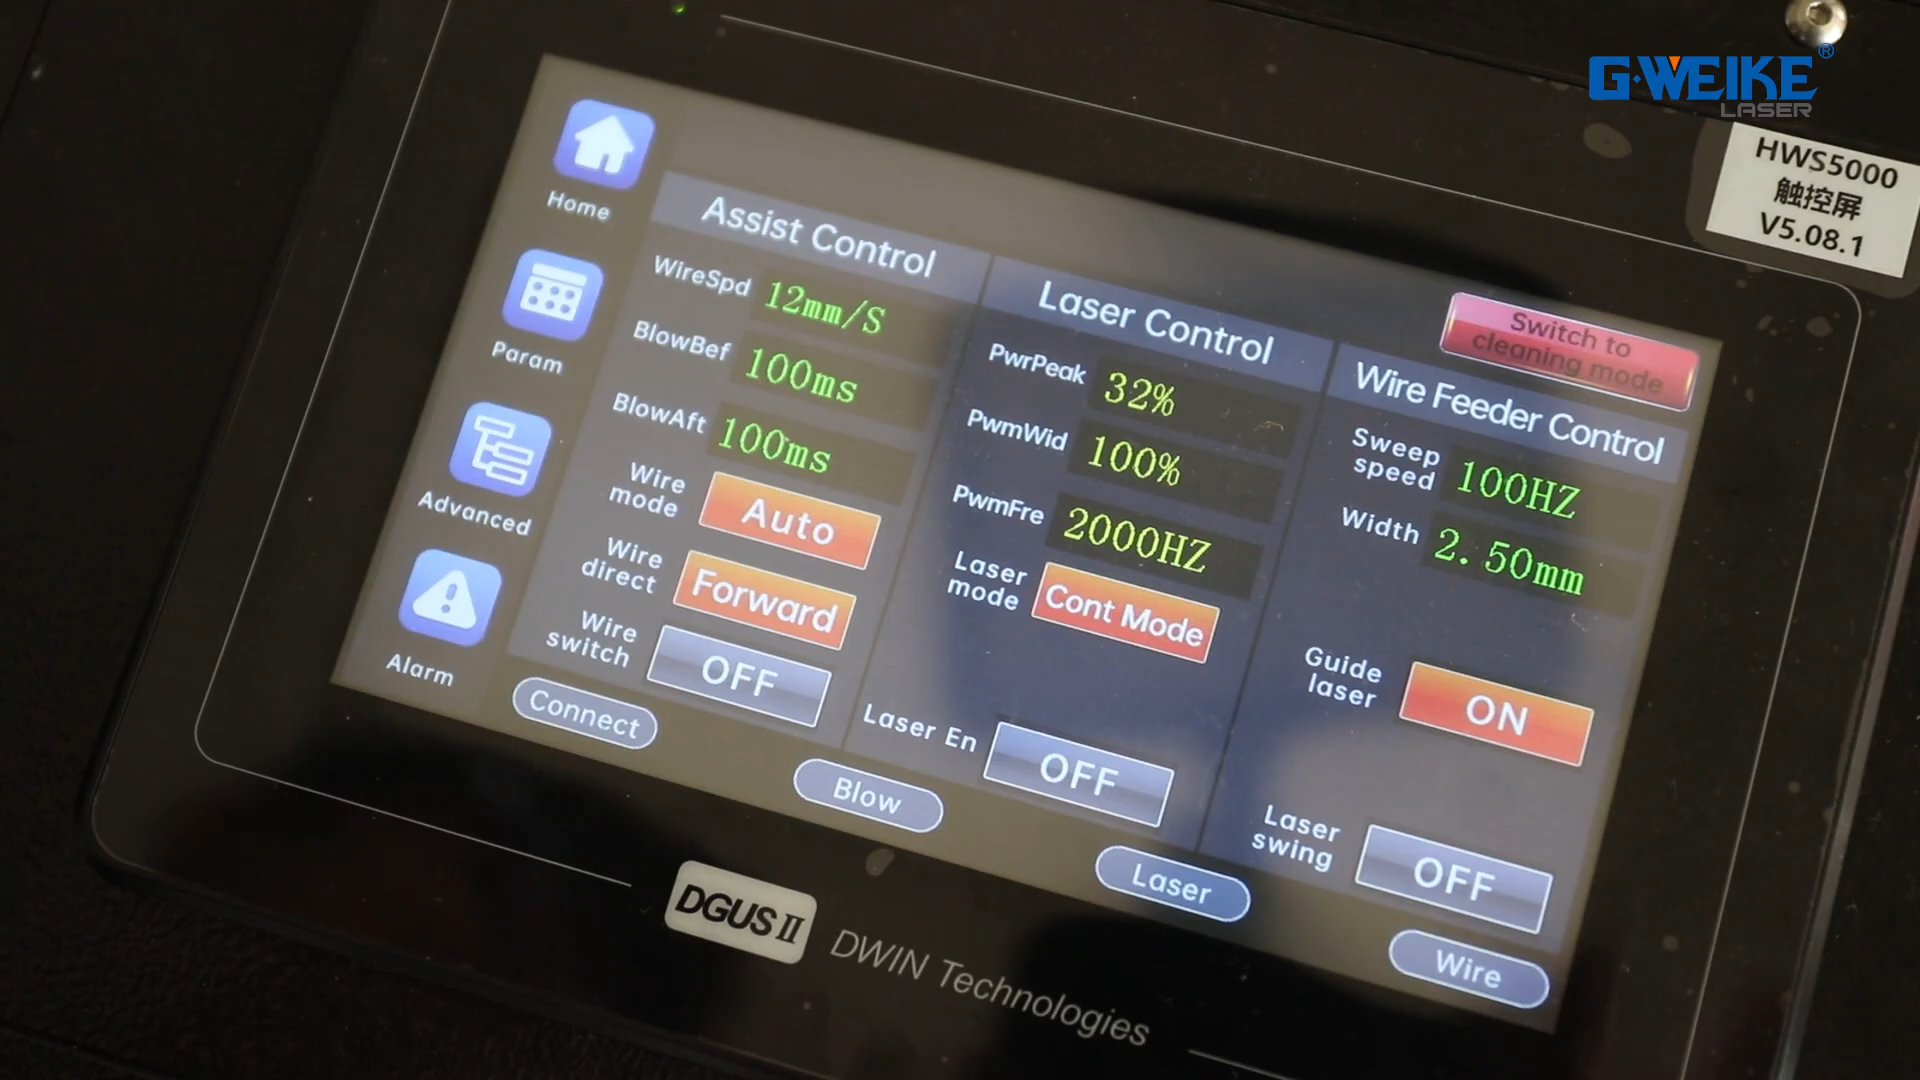 G·WEIKE®
LASER
HWS5000
触控屏
V5.08.1
Home
Param
Advanced
Alarm
Assist Control
WireSpd 12mm/S
BlowBef 100ms
BlowAft 100ms
Wire
mode Auto
Wire
direct Forward
Wire
switch OFF
Laser Control
PwrPeak 32%
PwmWid 100%
PwmFre 2000HZ
Laser
mode Cont Mode
Laser En OFF
Switch to
cleaning mode
Wire Feeder Control
Sweep
speed 100HZ
Width 2.50mm
Guide
laser ON
Laser
swing OFF
Connect
Blow
Laser
Wire
DGUS II DWIN Technologies